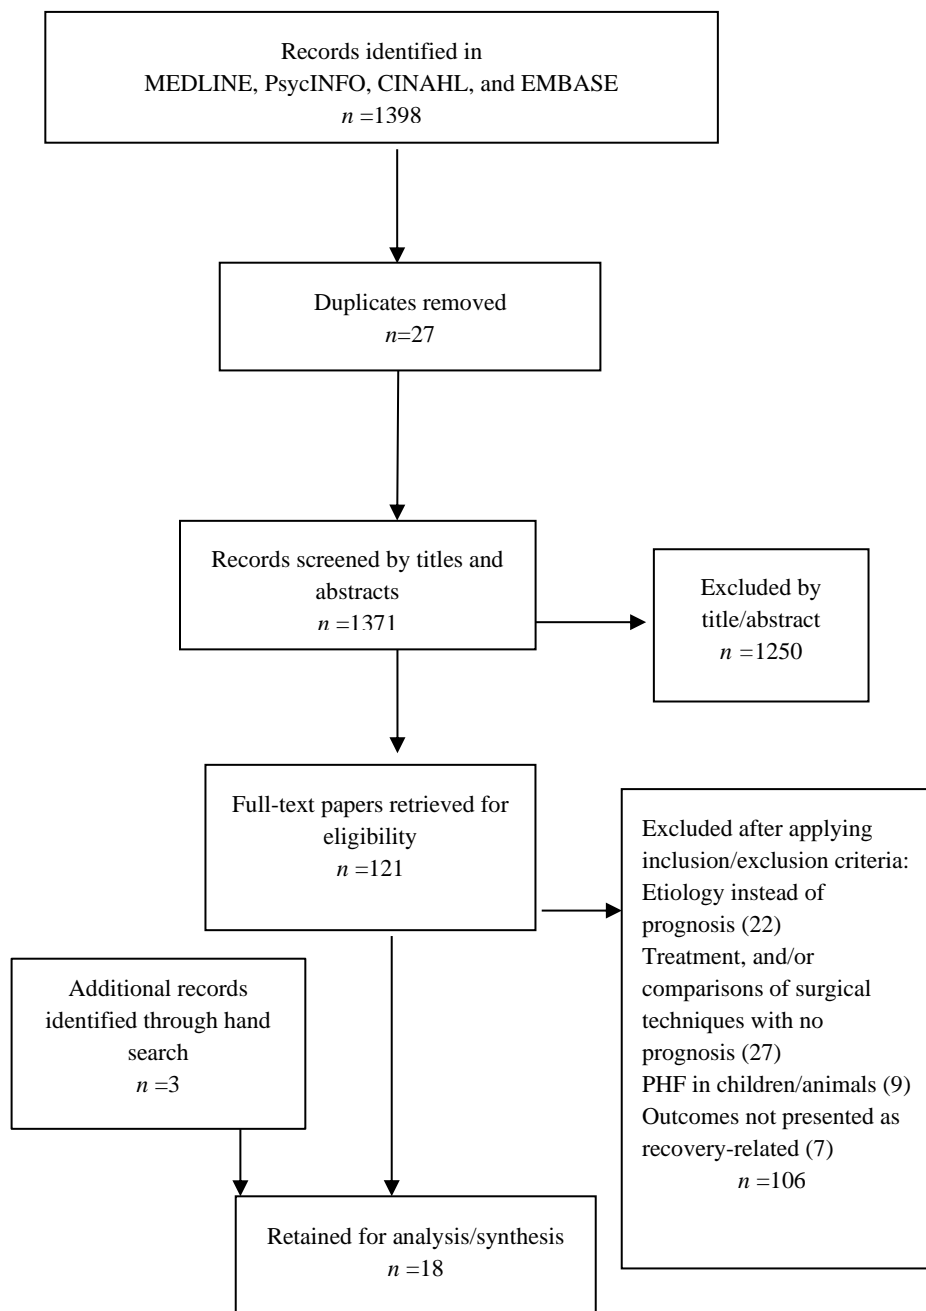 Records identified in
MEDLINE, PsycINFO, CINAHL, and EMBASE
n =1398
Duplicates removed
n=27
Records screened by titles and
abstracts
n =1371
Excluded by
title/abstract
n =1250
Full-text papers retrieved for
eligibility
n =121
Excluded after applying
inclusion/exclusion criteria:
Etiology instead of
prognosis (22)
Treatment, and/or
comparisons of surgical
techniques with no
prognosis (27)
PHF in children/animals (9)
Outcomes not presented as
recovery-related (7)
n =106
Additional records
identified through hand
search
n =3
Retained for analysis/synthesis
n =18